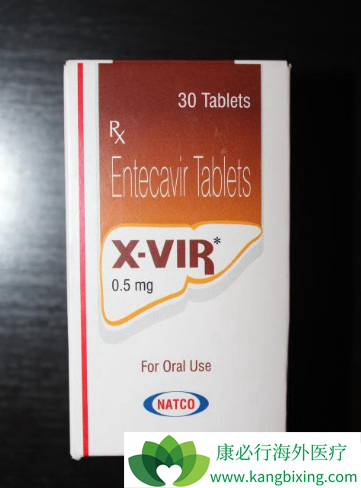 30 Tablets
Rx
Entecavir Tablets
X-VIR*
0.5 mg
For Oral Use
NATCO
康必行海外医疗
www.kangbixing.com